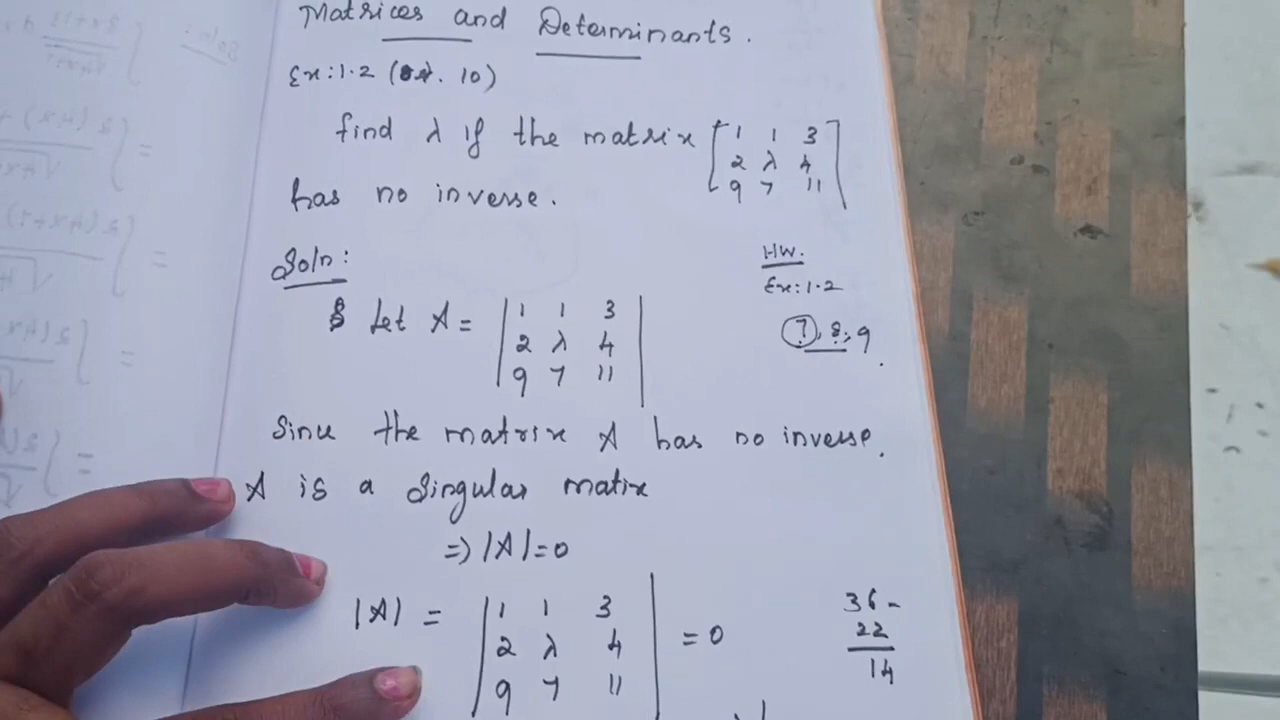 Matrices and Determinants.
Ex: 1.2 ( . 10)
find λ if the matrix [1 1 3
2 λ 4
9 7 11]
has no inverse.
Soln:
Let A = |1 1 3
2 λ 4
9 7 11|
HW.
Ex: 1.2
7, 8, 9.
Since the matrix A has no inverse.
A is a Singular matix
=> |A| = 0
|A| = |1 1 3
2 λ 4
9 7 11| = 0
36 -
22
14